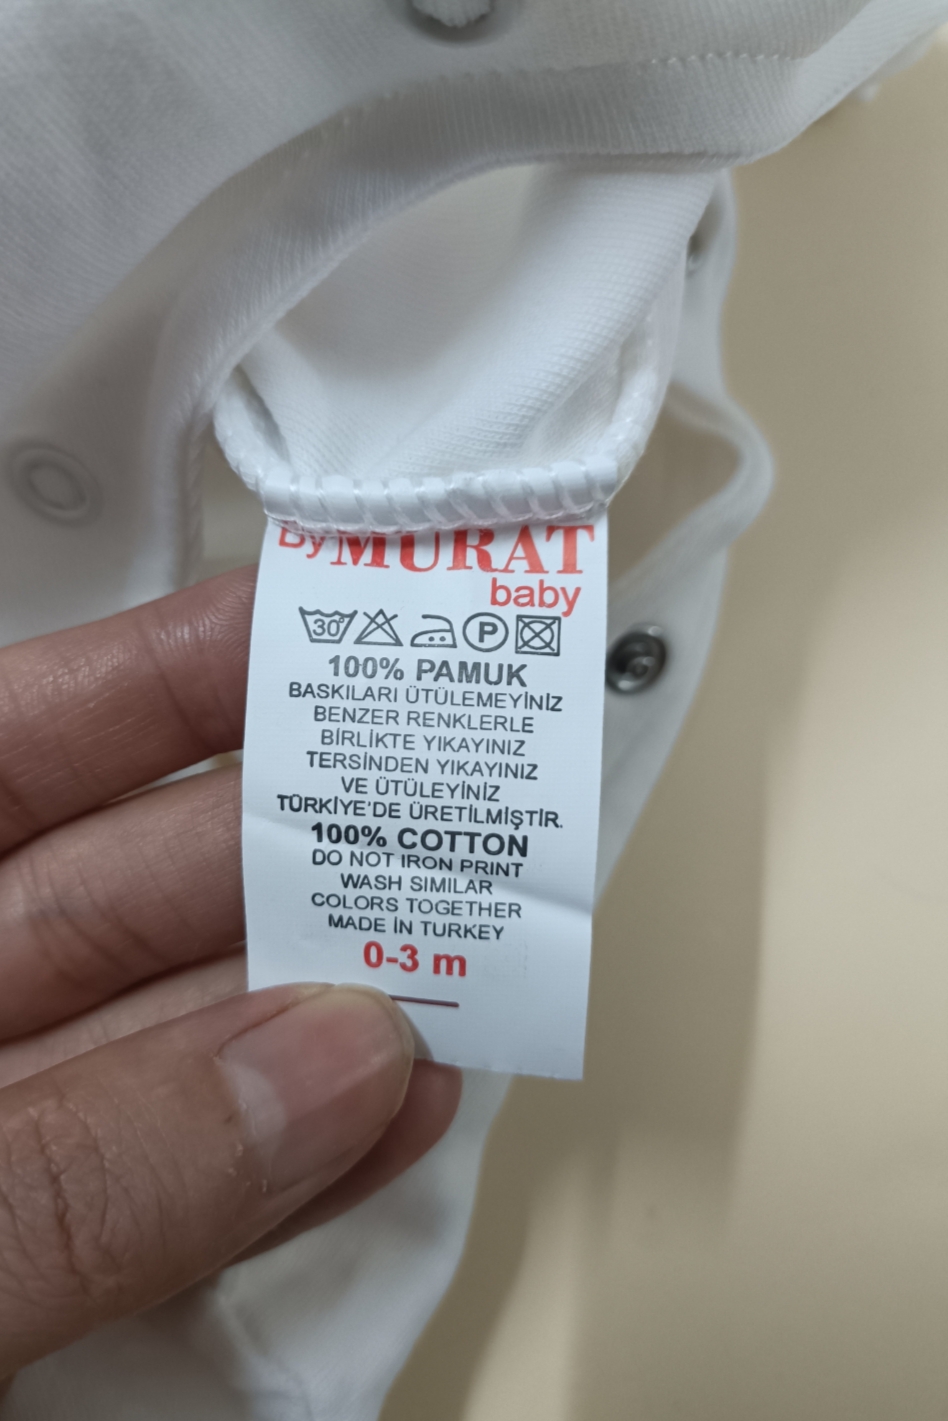 By MURAT
baby
30° P
100% PAMUK
BASKILARI ÜTÜLEMEYİNİZ
BENZER RENKLERLE
BİRLİKTE YIKAYINIZ
TERSİNDEN YIKAYINIZ
VE ÜTÜLEYİNİZ
TÜRKİYE'DE ÜRETİLMİŞTİR.
100% COTTON
DO NOT IRON PRINT
WASH SIMILAR
COLORS TOGETHER
MADE İN TURKEY
0-3 m